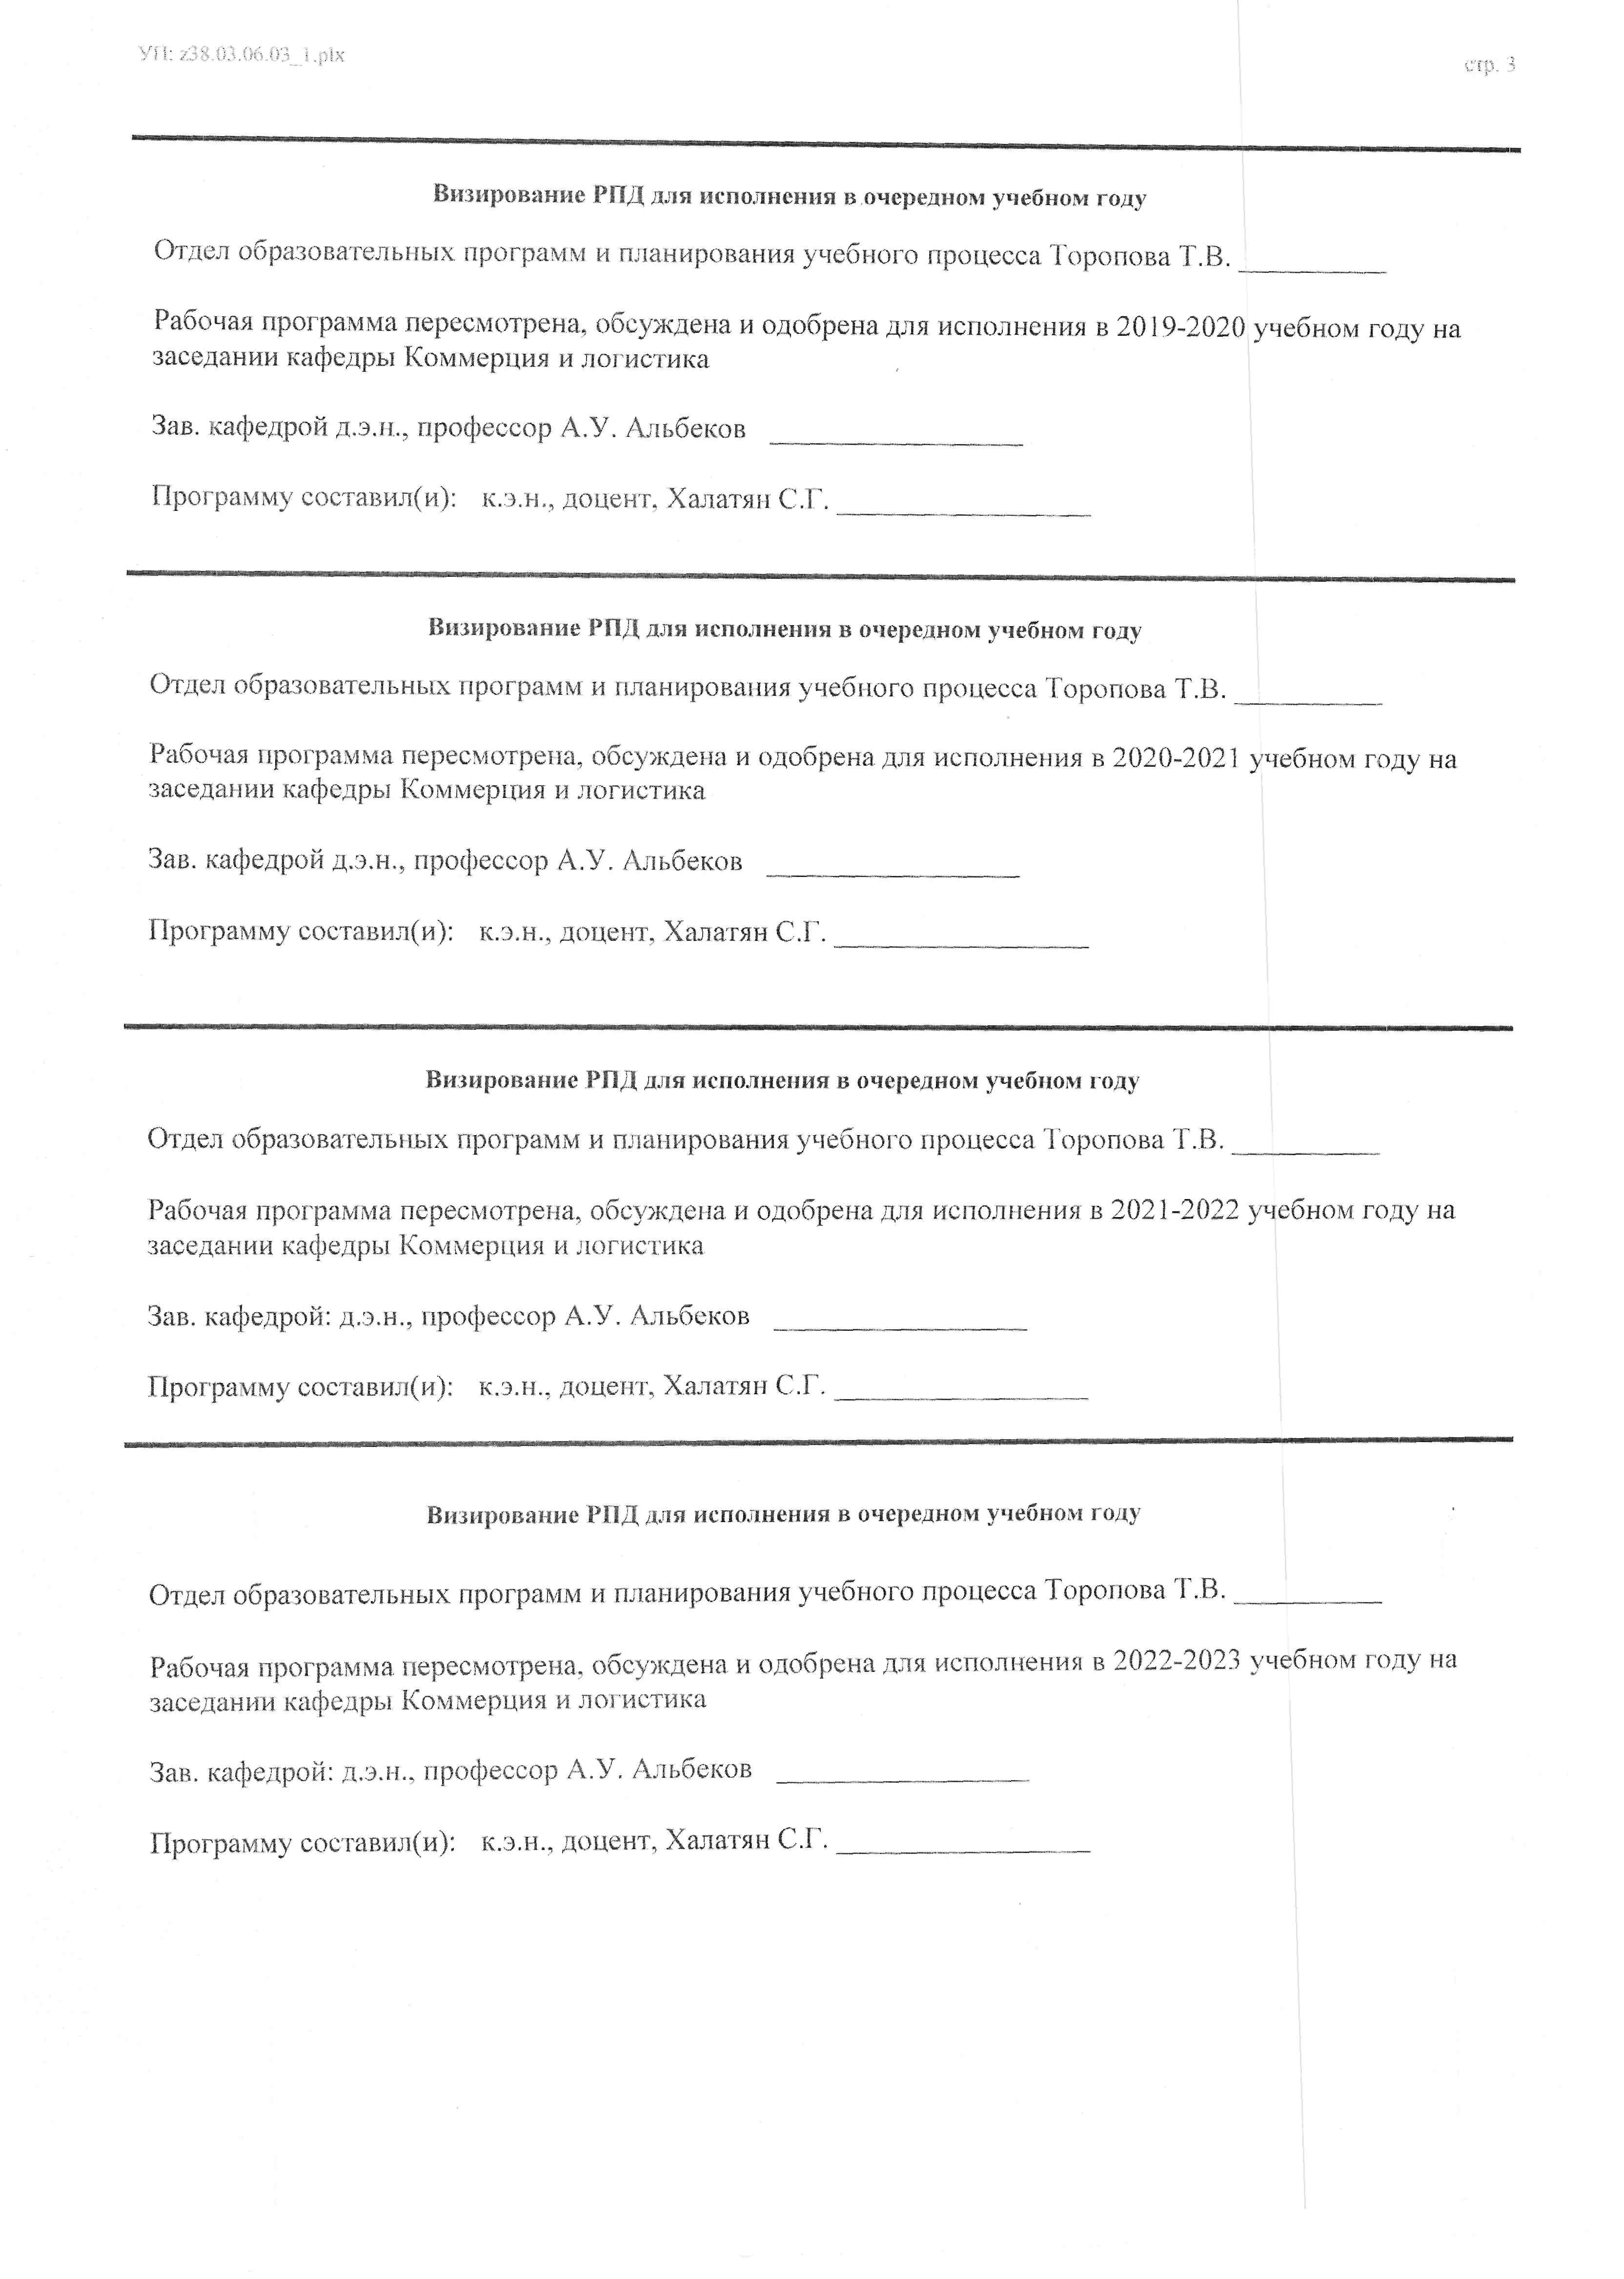 УП: z38.03.06.03_1.plx
стр. 3
Визирование РПД для исполнения в очередном учебном году
Отдел образовательных программ и планирования учебного процесса Торопова Т.В. __________
Рабочая программа пересмотрена, обсуждена и одобрена для исполнения в 2019-2020 учебном году на
заседании кафедры Коммерция и логистика
Зав. кафедрой д.э.н., профессор А.У. Альбеков _________________
Программу составил(и): к.э.н., доцент, Халатян С.Г. _________________
Визирование РПД для исполнения в очередном учебном году
Отдел образовательных программ и планирования учебного процесса Торопова Т.В. __________
Рабочая программа пересмотрена, обсуждена и одобрена для исполнения в 2020-2021 учебном году на
заседании кафедры Коммерция и логистика
Зав. кафедрой д.э.н., профессор А.У. Альбеков _________________
Программу составил(и): к.э.н., доцент, Халатян С.Г. _________________
Визирование РПД для исполнения в очередном учебном году
Отдел образовательных программ и планирования учебного процесса Торопова Т.В. __________
Рабочая программа пересмотрена, обсуждена и одобрена для исполнения в 2021-2022 учебном году на
заседании кафедры Коммерция и логистика
Зав. кафедрой: д.э.н., профессор А.У. Альбеков _________________
Программу составил(и): к.э.н., доцент, Халатян С.Г. _________________
Визирование РПД для исполнения в очередном учебном году
Отдел образовательных программ и планирования учебного процесса Торопова Т.В. __________
Рабочая программа пересмотрена, обсуждена и одобрена для исполнения в 2022-2023 учебном году на
заседании кафедры Коммерция и логистика
Зав. кафедрой: д.э.н., профессор А.У. Альбеков _________________
Программу составил(и): к.э.н., доцент, Халатян С.Г. _________________